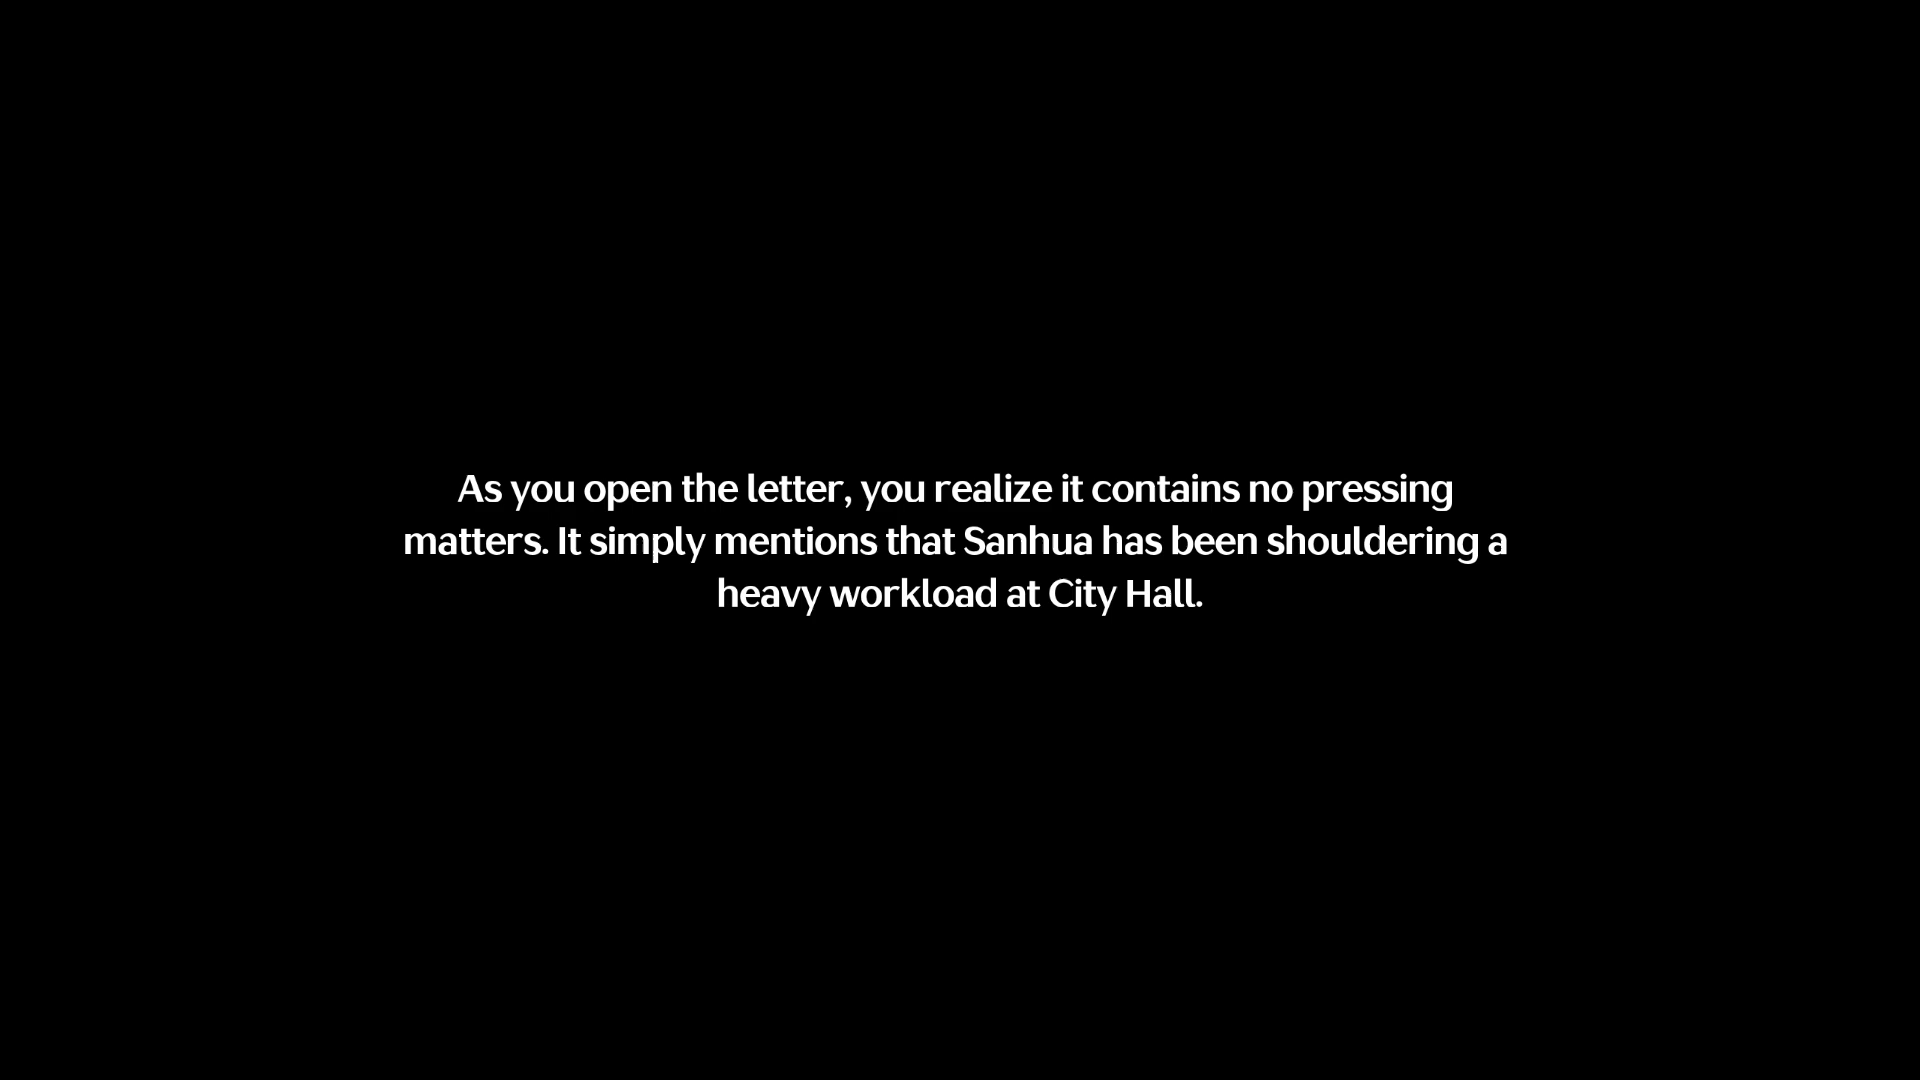 As you open the letter, you realize it contains no pressing
matters. It simply mentions that Sanhua has been shouldering a
heavy workload at City Hall.